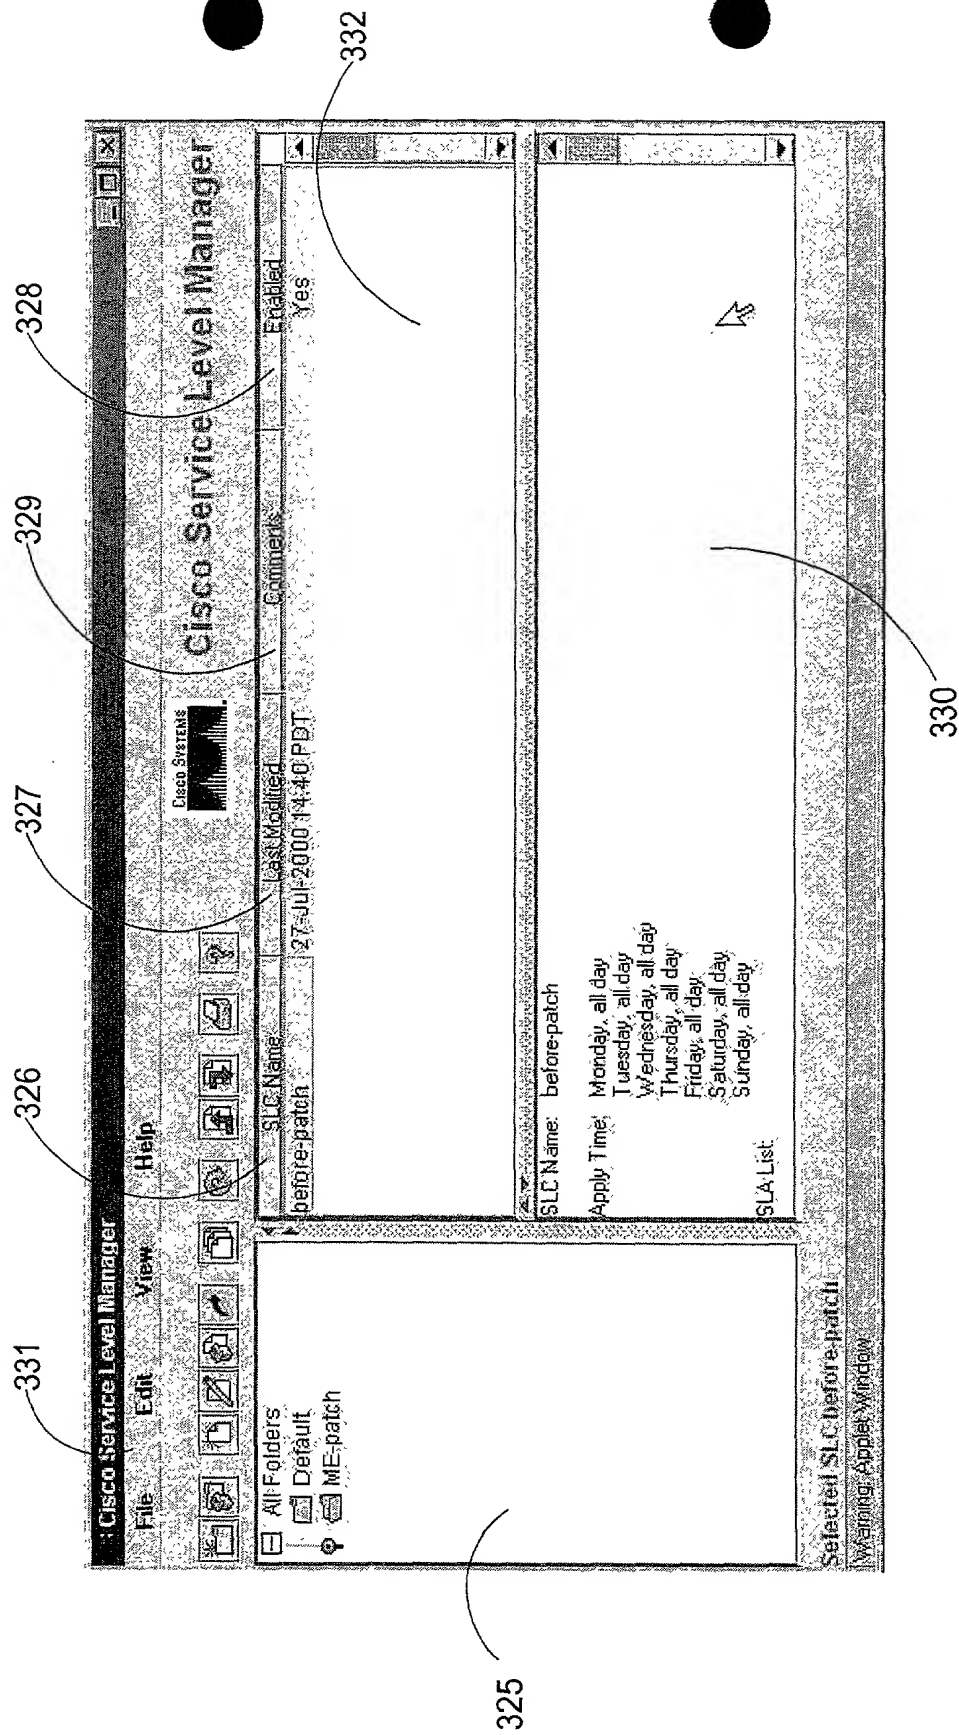 331
326
327
329
328
Cisco Service Level Manager
File Edit View Help
CISCO SYSTEMS
Cisco Service Level Manager
All Folders
Default
ME-patch
SLC Name Last Modified Comments Enabled
before-patch 27-Jul-2000 14:40 PDT Yes
332
SLC Name: before-patch
Apply Time: Monday, all day
Tuesday, all day
Wednesday, all day
Thursday, all day
Friday, all day
Saturday, all day
Sunday, all day
SLA List:
Selected SLC before-patch
Warning: Applet Window
325
330